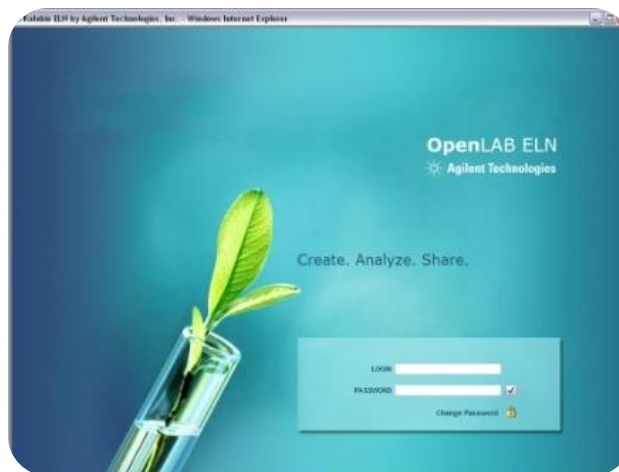 Kalabie ELN by Agilent Technologies, Inc. - Windows Internet Explorer
OpenLAB ELN
Agilent Technologies
Create. Analyze. Share.
LOGIN
PASSWORD
Change Password